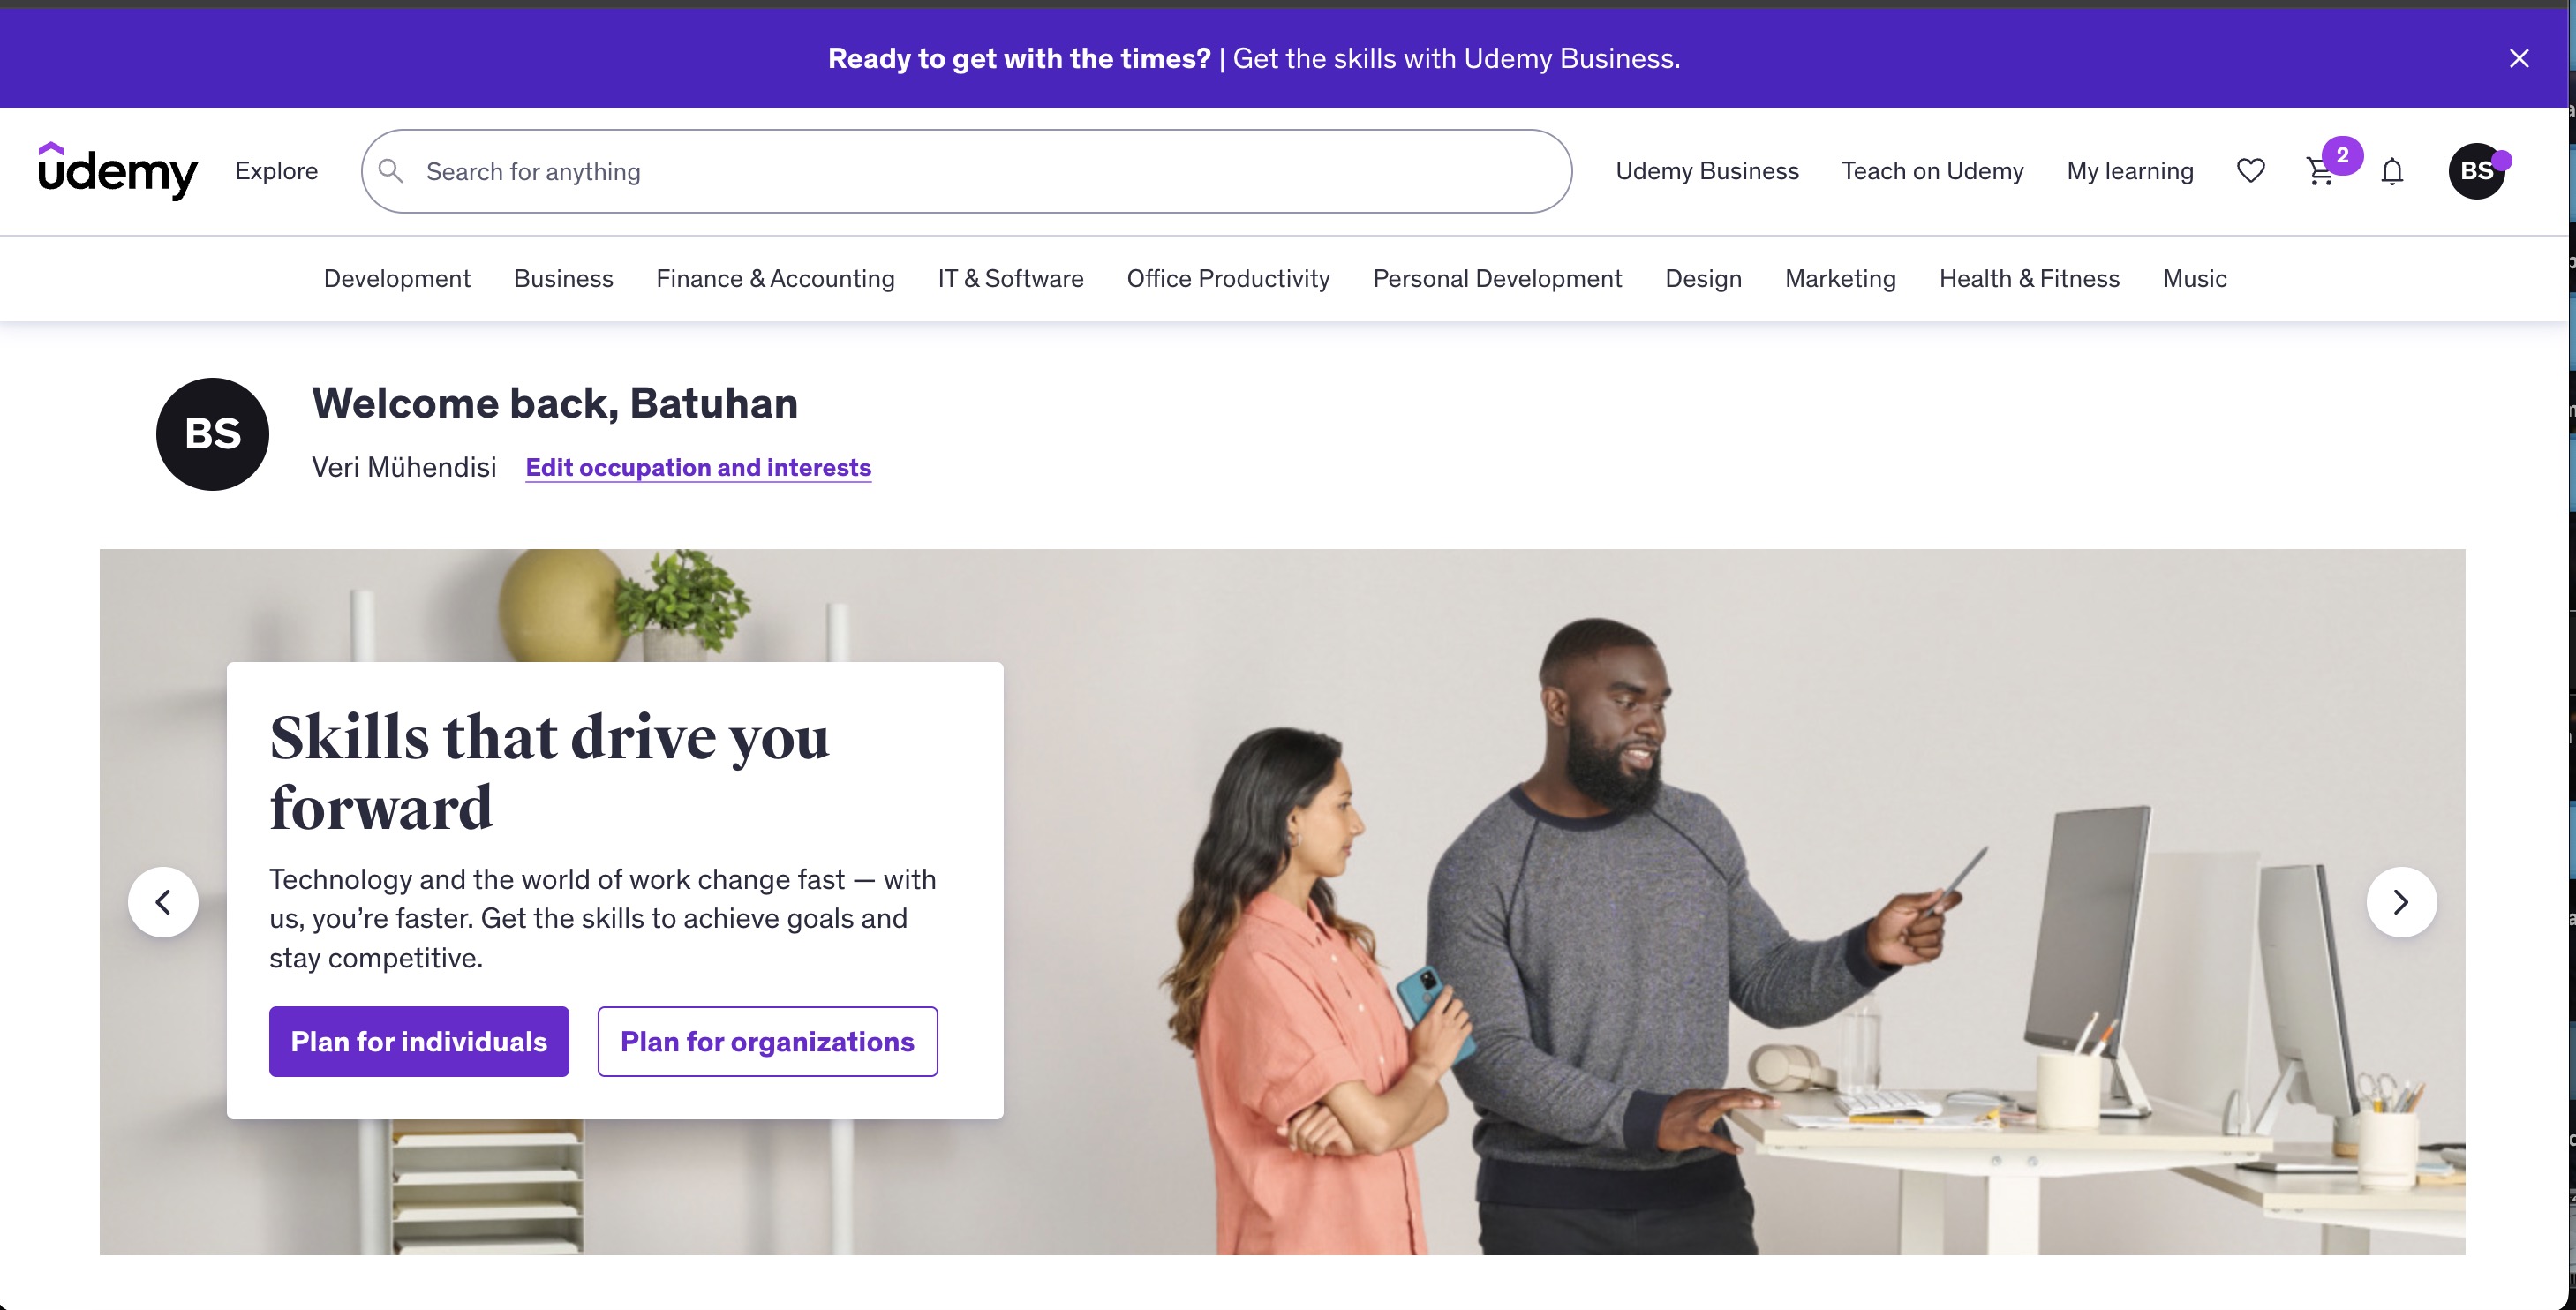 Ready to get with the times? | Get the skills with Udemy Business.
udemy
Explore
Search for anything
Udemy Business
Teach on Udemy
My learning
2
BS
Development
Business
Finance & Accounting
IT & Software
Office Productivity
Personal Development
Design
Marketing
Health & Fitness
Music
BS
Welcome back, Batuhan
Veri Mühendisi
Edit occupation and interests
Skills that drive you
forward
Technology and the world of work change fast — with
us, you’re faster. Get the skills to achieve goals and
stay competitive.
Plan for individuals
Plan for organizations